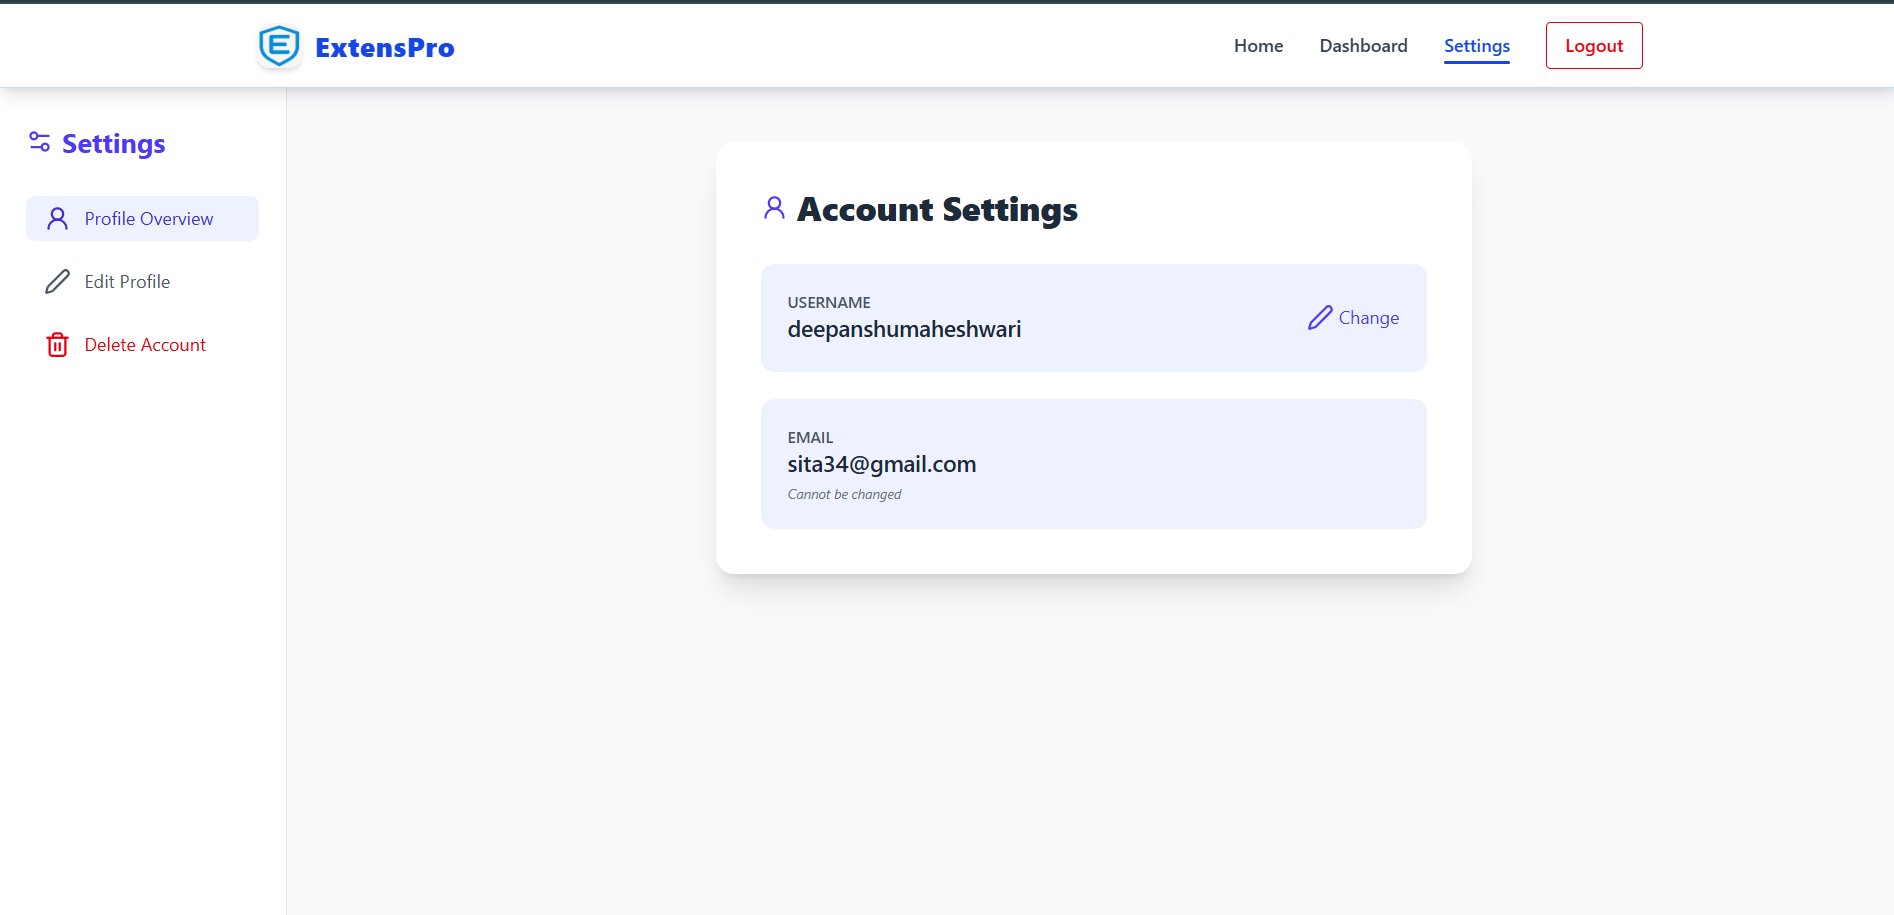 ExtensPro
Home
Dashboard
Settings
Logout
Settings
Profile Overview
Edit Profile
Delete Account
Account Settings
USERNAME
deepanshumaheshwari
Change
EMAIL
sita34@gmail.com
Cannot be changed